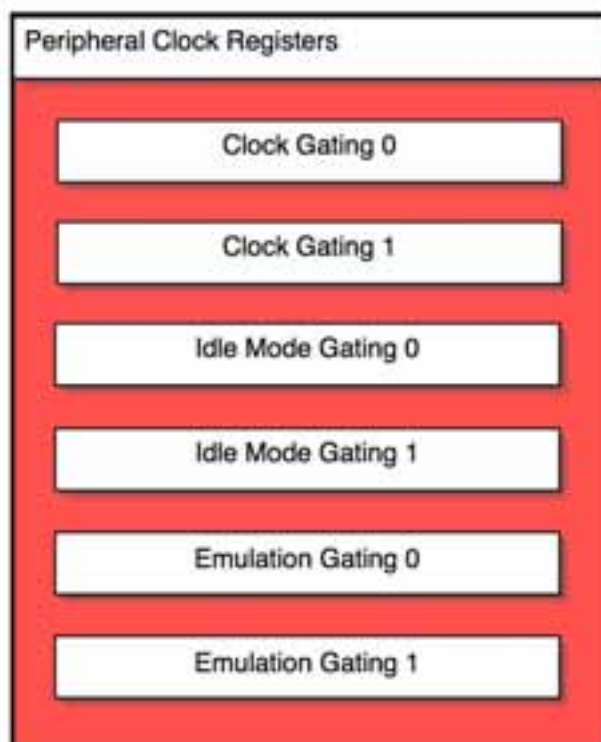 Peripheral Clock Registers
Clock Gating 0
Clock Gating 1
Idle Mode Gating 0
Idle Mode Gating 1
Emulation Gating 0
Emulation Gating 1